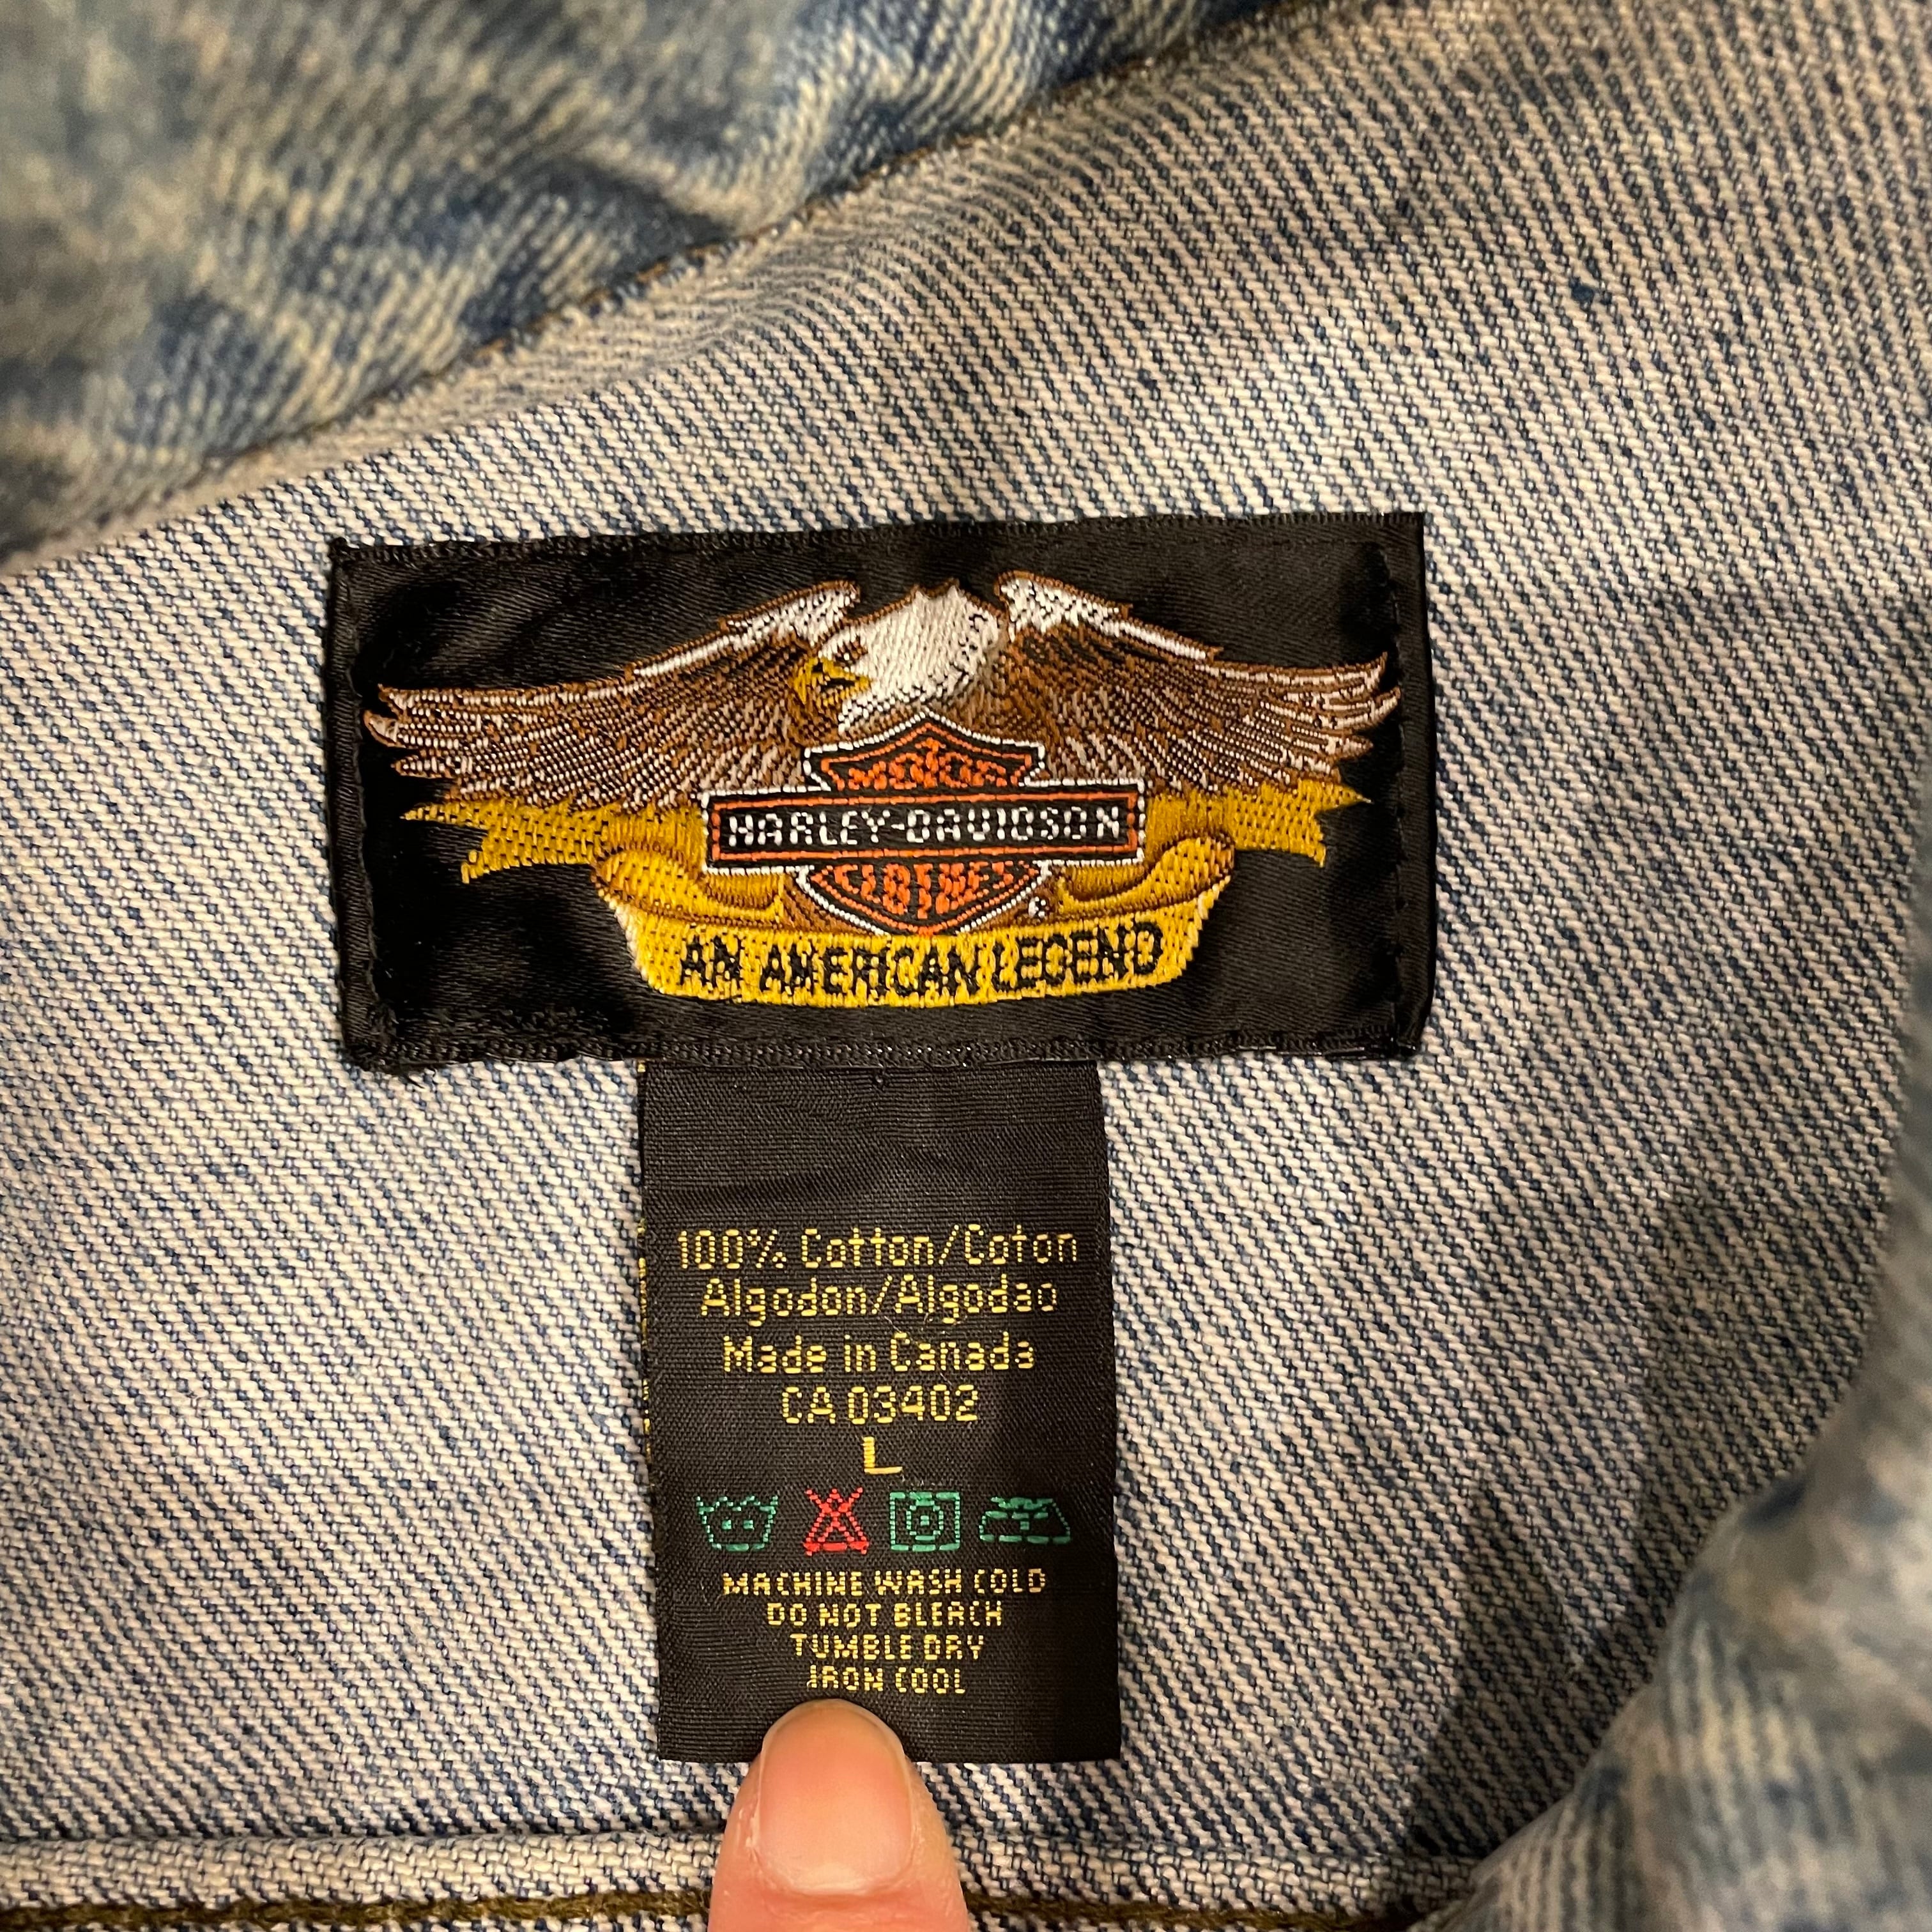 MOTOR
HARLEY-DAVIDSON
CLOTHES
®
AN AMERICAN LEGEND
100% Cotton/Coton
Algodon/Algodao
Made in Canada
CA 03402
L
MACHINE WASH COLD
DO NOT BLEACH
TUMBLE DRY
IRON COOL